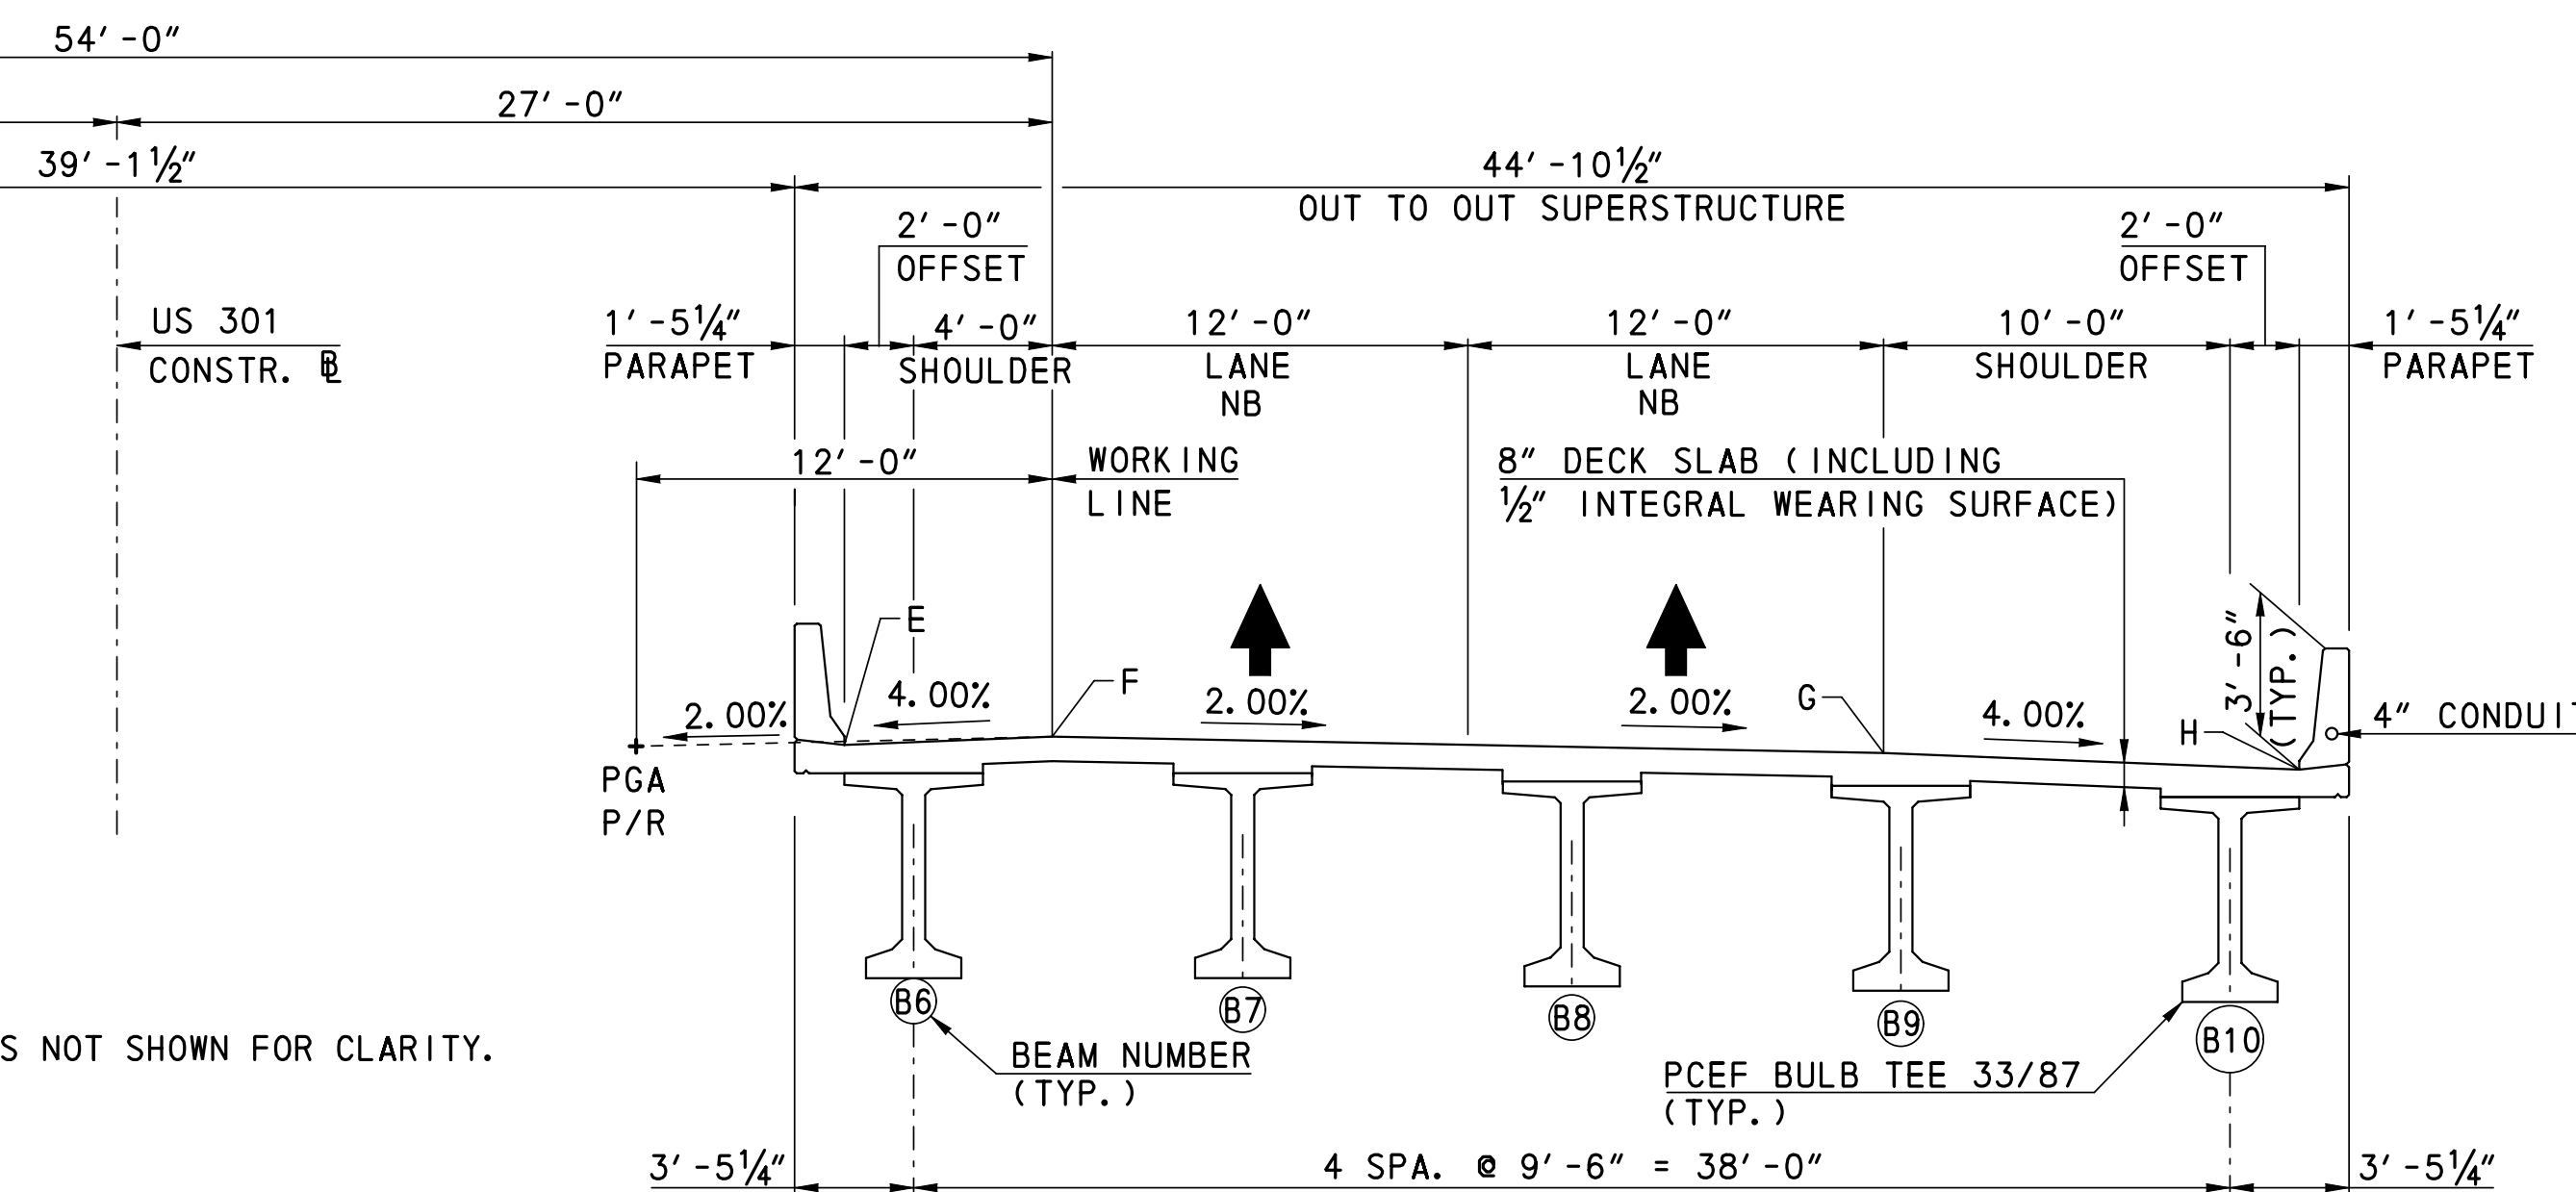 54'-0"
27'-0"
39'-1½"
44'-10½"
OUT TO OUT SUPERSTRUCTURE
2'-0"
OFFSET
2'-0"
OFFSET
US 301
CONSTR. BL
1'-5¼"
PARAPET
4'-0"
SHOULDER
12'-0"
LANE
NB
12'-0"
LANE
NB
10'-0"
SHOULDER
1'-5¼"
PARAPET
12'-0"
WORKING
LINE
8" DECK SLAB (INCLUDING
½" INTEGRAL WEARING SURFACE)
E
F
G
H
3'-6"
(TYP.)
2.00%
4.00%
2.00%
2.00%
4.00%
4" CONDUIT
PGA
P/R
B6
B7
B8
B9
B10
S NOT SHOWN FOR CLARITY.
BEAM NUMBER
(TYP.)
PCEF BULB TEE 33/87
(TYP.)
3'-5¼"
4 SPA. @ 9'-6" = 38'-0"
3'-5¼"